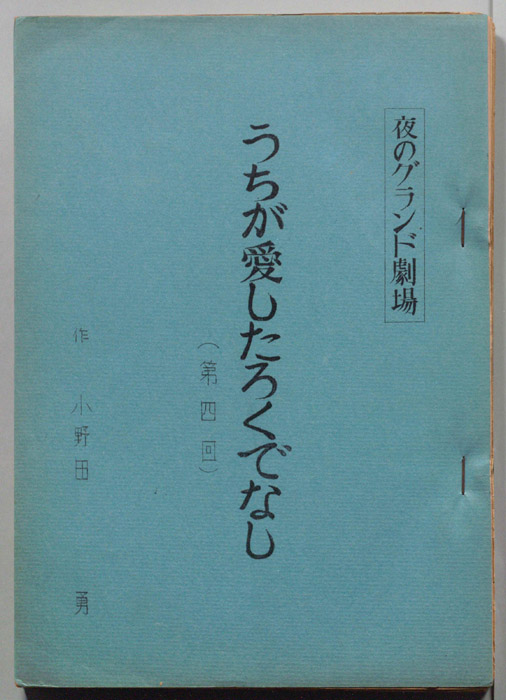 夜のグランド劇場
うちが愛したろくでなし
（第四回）
作 小野田 勇